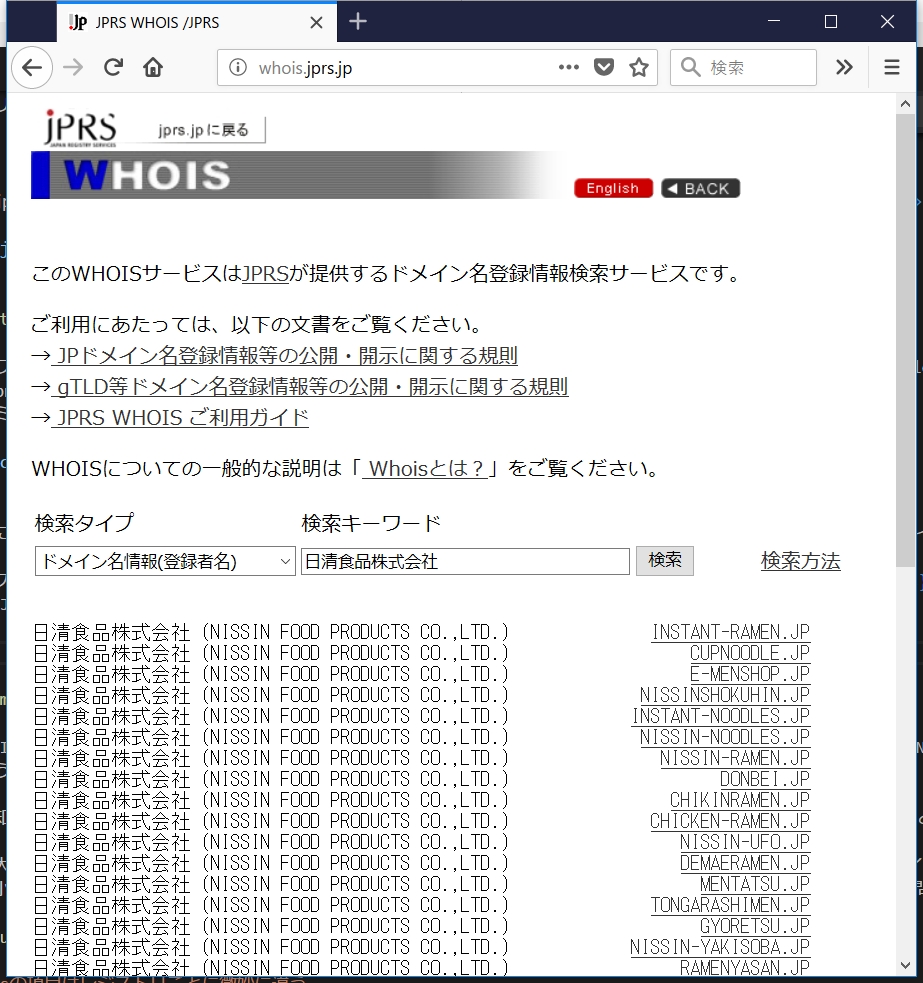 JPRS WHOIS /JPRS
whois.jprs.jp
検索
jPRS
JAPAN REGISTRY SERVICES
jprs.jp に戻る
WHOIS
English
BACK
このWHOISサービスはJPRSが提供するドメイン名登録情報検索サービスです。
ご利用にあたっては、以下の文書をご覧ください。
→ JPドメイン名登録情報等の公開・開示に関する規則
→ gTLD等ドメイン名登録情報等の公開・開示に関する規則
→ JPRS WHOIS ご利用ガイド
WHOISについての一般的な説明は「 Whoisとは？」をご覧ください。
検索タイプ 検索キーワード
ドメイン名情報(登録者名) 日清食品株式会社 検索 検索方法
日清食品株式会社 (NISSIN FOOD PRODUCTS CO.,LTD.) INSTANT-RAMEN.JP
日清食品株式会社 (NISSIN FOOD PRODUCTS CO.,LTD.) CUPNOODLE.JP
日清食品株式会社 (NISSIN FOOD PRODUCTS CO.,LTD.) E-MENSHOP.JP
日清食品株式会社 (NISSIN FOOD PRODUCTS CO.,LTD.) NISSINSHOKUHIN.JP
日清食品株式会社 (NISSIN FOOD PRODUCTS CO.,LTD.) INSTANT-NOODLES.JP
日清食品株式会社 (NISSIN FOOD PRODUCTS CO.,LTD.) NISSIN-NOODLES.JP
日清食品株式会社 (NISSIN FOOD PRODUCTS CO.,LTD.) NISSIN-RAMEN.JP
日清食品株式会社 (NISSIN FOOD PRODUCTS CO.,LTD.) DONBEI.JP
日清食品株式会社 (NISSIN FOOD PRODUCTS CO.,LTD.) CHIKINRAMEN.JP
日清食品株式会社 (NISSIN FOOD PRODUCTS CO.,LTD.) CHICKEN-RAMEN.JP
日清食品株式会社 (NISSIN FOOD PRODUCTS CO.,LTD.) NISSIN-UFO.JP
日清食品株式会社 (NISSIN FOOD PRODUCTS CO.,LTD.) DEMAERAMEN.JP
日清食品株式会社 (NISSIN FOOD PRODUCTS CO.,LTD.) MENTATSU.JP
日清食品株式会社 (NISSIN FOOD PRODUCTS CO.,LTD.) TONGARASHIMEN.JP
日清食品株式会社 (NISSIN FOOD PRODUCTS CO.,LTD.) GYORETSU.JP
日清食品株式会社 (NISSIN FOOD PRODUCTS CO.,LTD.) NISSIN-YAKISOBA.JP
日清食品株式会社 (NISSIN FOOD PRODUCTS CO.,LTD.) RAMENYASAN.JP